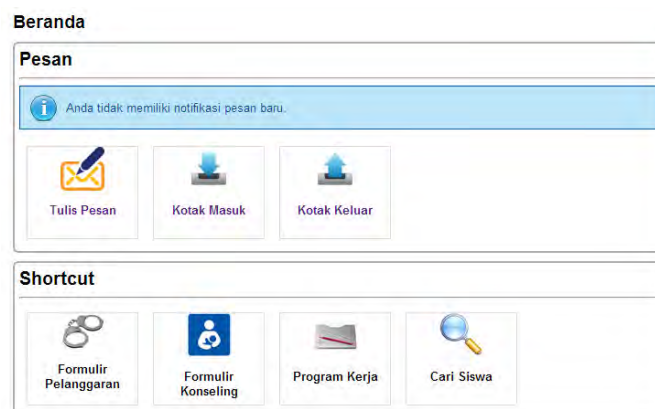 Beranda
Pesan
Anda tidak memiliki notifikasi pesan baru.
Tulis Pesan
Kotak Masuk
Kotak Keluar
Shortcut
Formulir
Pelanggaran
Formulir
Konseling
Program Kerja
Cari Siswa